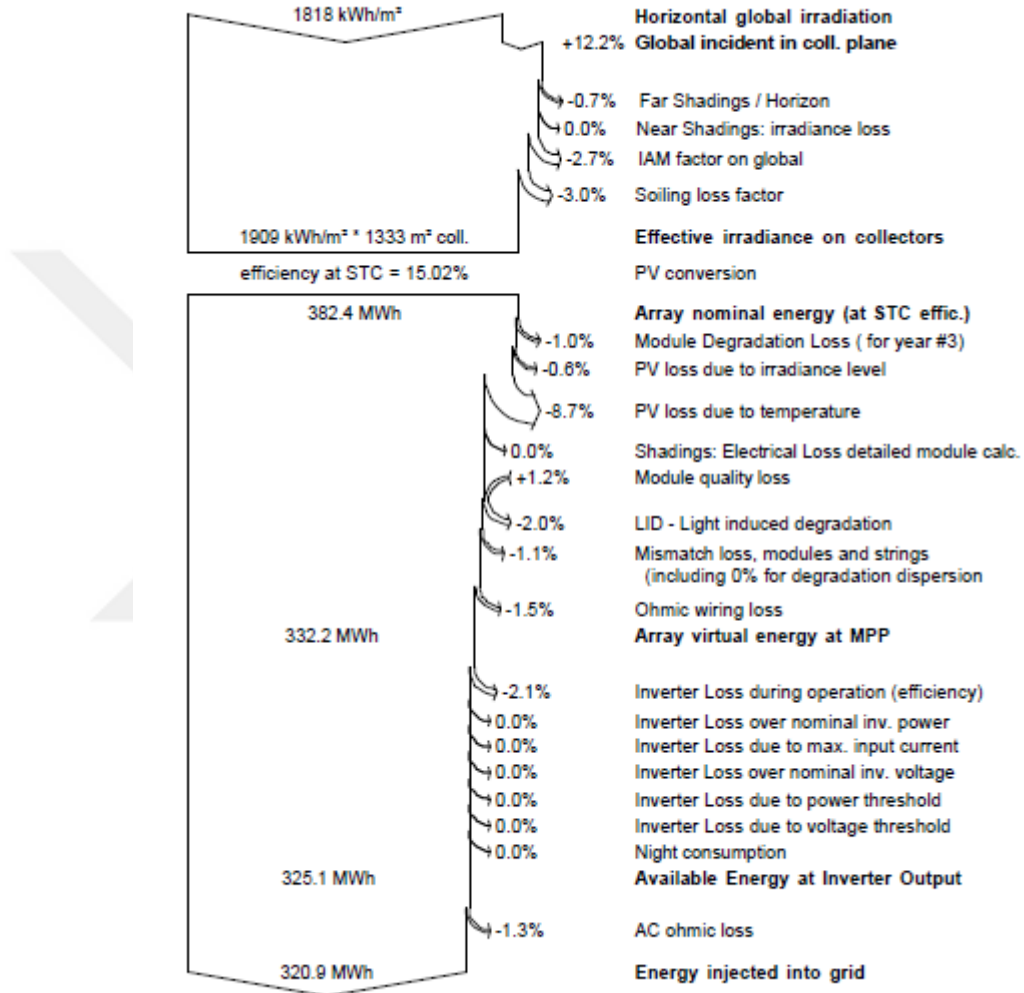 1818 kWh/m² Horizontal global irradiation
+12.2% Global incident in coll. plane
-0.7% Far Shadings / Horizon
0.0% Near Shadings: irradiance loss
-2.7% IAM factor on global
-3.0% Soiling loss factor
1909 kWh/m² * 1333 m² coll. Effective irradiance on collectors
efficiency at STC = 15.02% PV conversion
382.4 MWh Array nominal energy (at STC effic.)
-1.0% Module Degradation Loss ( for year #3)
-0.6% PV loss due to irradiance level
-8.7% PV loss due to temperature
0.0% Shadings: Electrical Loss detailed module calc.
+1.2% Module quality loss
-2.0% LID - Light induced degradation
-1.1% Mismatch loss, modules and strings
(including 0% for degradation dispersion
-1.5% Ohmic wiring loss
332.2 MWh Array virtual energy at MPP
-2.1% Inverter Loss during operation (efficiency)
0.0% Inverter Loss over nominal inv. power
0.0% Inverter Loss due to max. input current
0.0% Inverter Loss over nominal inv. voltage
0.0% Inverter Loss due to power threshold
0.0% Inverter Loss due to voltage threshold
0.0% Night consumption
325.1 MWh Available Energy at Inverter Output
-1.3% AC ohmic loss
320.9 MWh Energy injected into grid